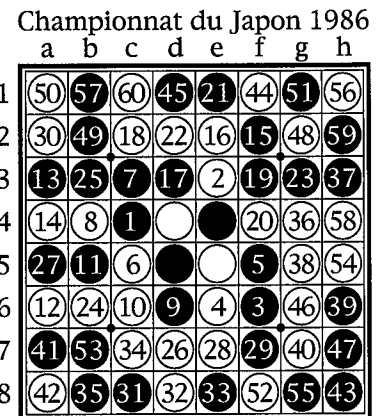 Championnat du Japon 1986
a b c d e f g h
1 50 57 60 45 21 44 51 56
2 30 49 18 22 16 15 48 59
3 13 25 7 17 2 19 23 37
4 14 8 1 20 36 58
5 27 11 6 5 38 54
6 12 24 10 9 4 3 46 39
7 41 53 34 26 28 29 40 47
8 42 35 31 32 33 52 55 43